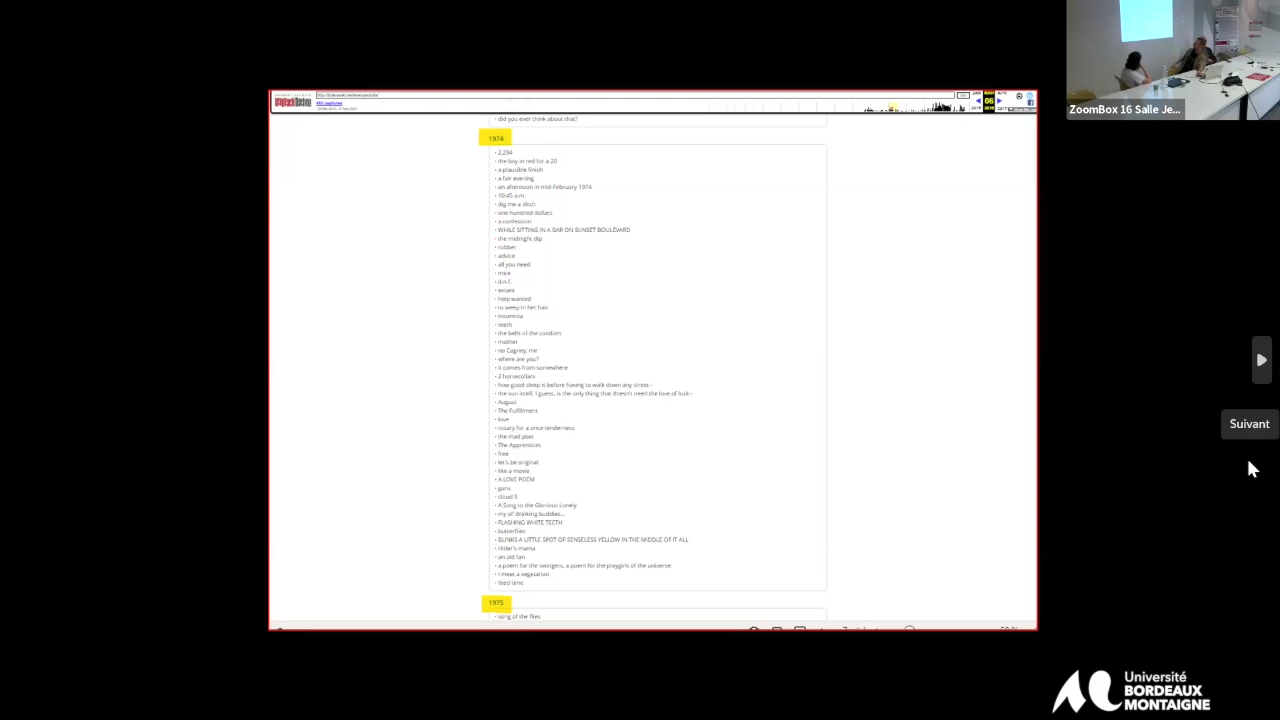 http://bukowski.net/manuscripts/
06
ZoomBox 16 Salle Je...
• did you ever think about that?
1974
• 2,294
• the boy in red for a 20
• a plausible finish
• a fair evening
• an afternoon in mid-February 1974
• 10:45 a.m.
• dig me a ditch
• one hundred dollars
• a confession
• WHILE SITTING IN A BAR ON SUNSET BOULEVARD
• the midnight dip
• rubber
• advice
• all you need
• mice
• d.n.f.
• extant
• help wanted
• to weep in her hair
• insomnia
• teeth
• the bells of the condom
• mother
• no Cagney, me
• where are you?
• it comes from somewhere
• 2 horsecollars
• how good sleep is before having to walk down any street--
• the sun itself, I guess, is the only thing that doesn't need the love of luck--
• August
• The Fulfillment
• love
• rosary for a once tenderness
• the mad poet
• The Apprentices
• free
• let's be original
• like a movie
• A LOVE POEM
• guru
• cloud 9
• A Song to the Glorious Lonely
• my ol' drinking buddies...
• FLASHING WHITE TEETH
• butterflies
• BLINKS A LITTLE SPOT OF SENSELESS YELLOW IN THE MIDDLE OF IT ALL
• Hitler's mama
• an old fan
• a poem for the swingers, a poem for the playgirls of the universe:
• I meet a vegetarian
• feed time
1975
• song of the flies
Suivant
Université
BORDEAUX
MONTAIGNE